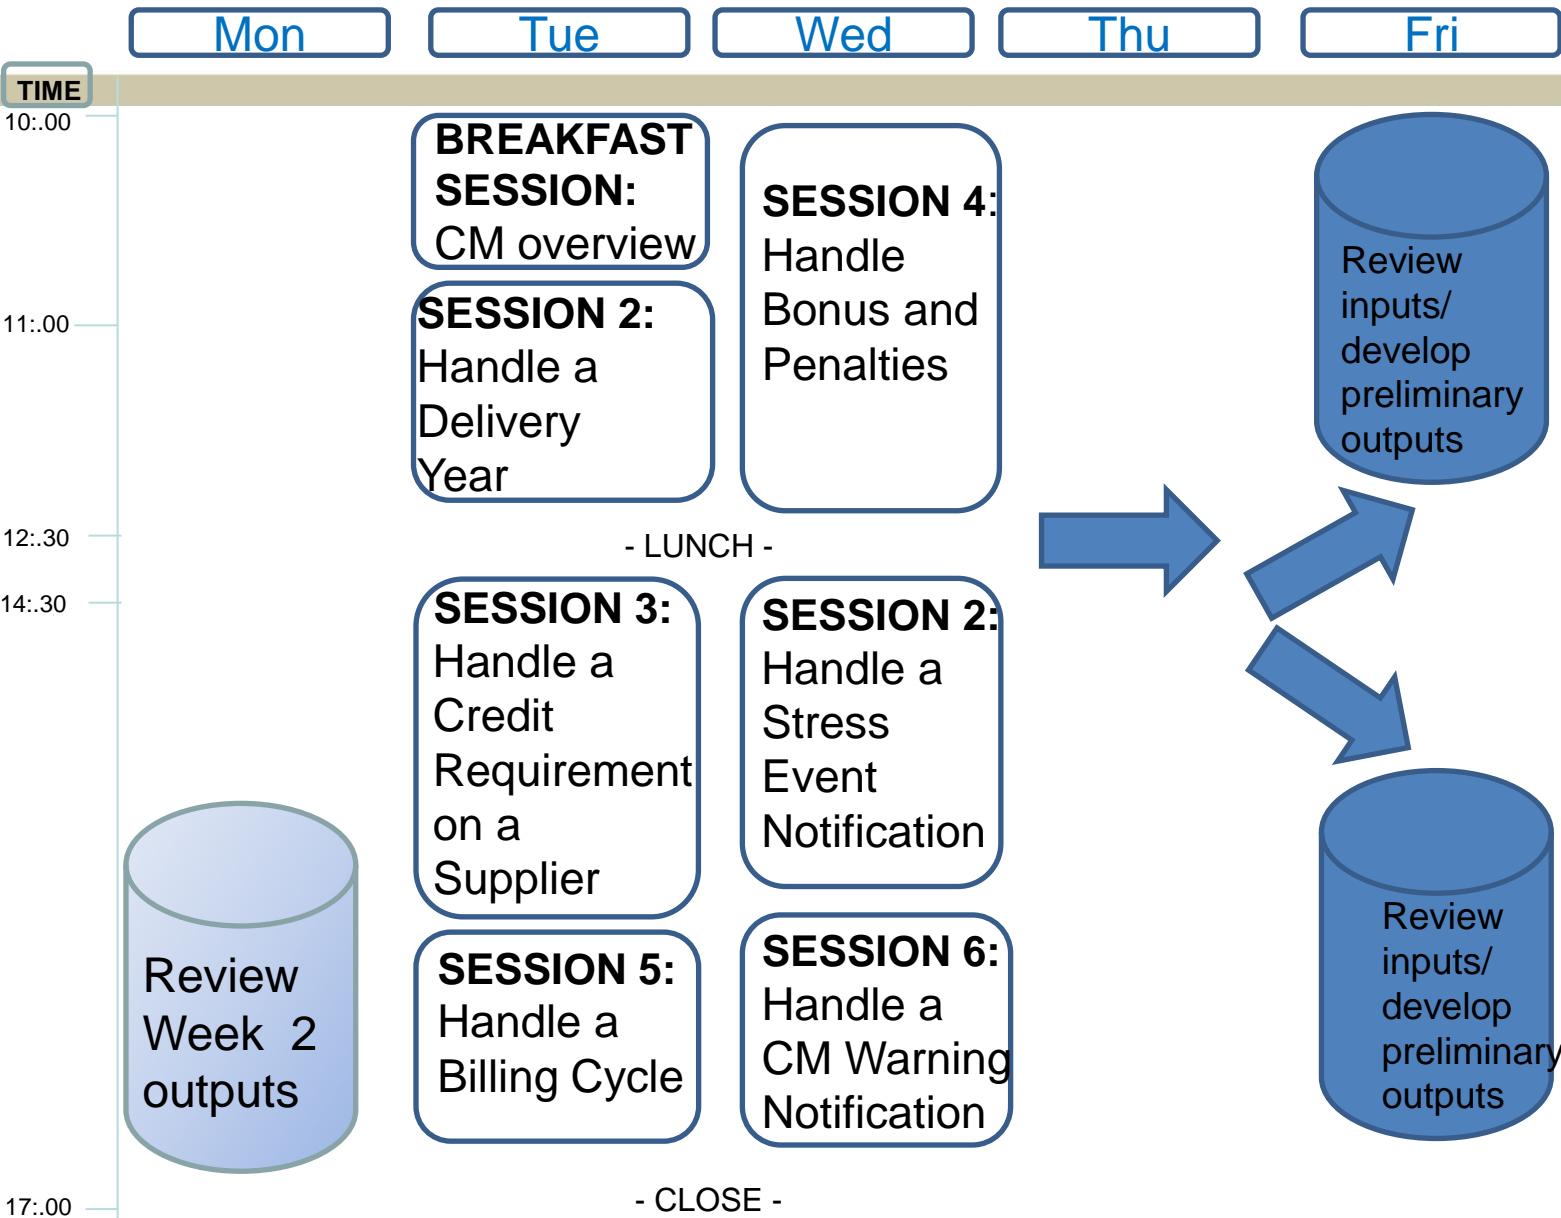 Mon
Tue
Wed
Thu
Fri
TIME
10:.00
11:.00
12:.30
14:.30
17:.00
Review
Week  2
outputs
BREAKFAST
SESSION:
CM overview
SESSION 2:
Handle a
Delivery
Year
- LUNCH -
SESSION 3:
Handle a
Credit
Requirement
on a
Supplier
SESSION 5:
Handle a
Billing Cycle
SESSION 4:
Handle
Bonus and
Penalties
SESSION 2:
Handle a
Stress
Event
Notification
SESSION 6:
Handle a
CM Warning
Notification
- CLOSE -
Review
inputs/
develop
preliminary
outputs
Review
inputs/
develop
preliminary
outputs